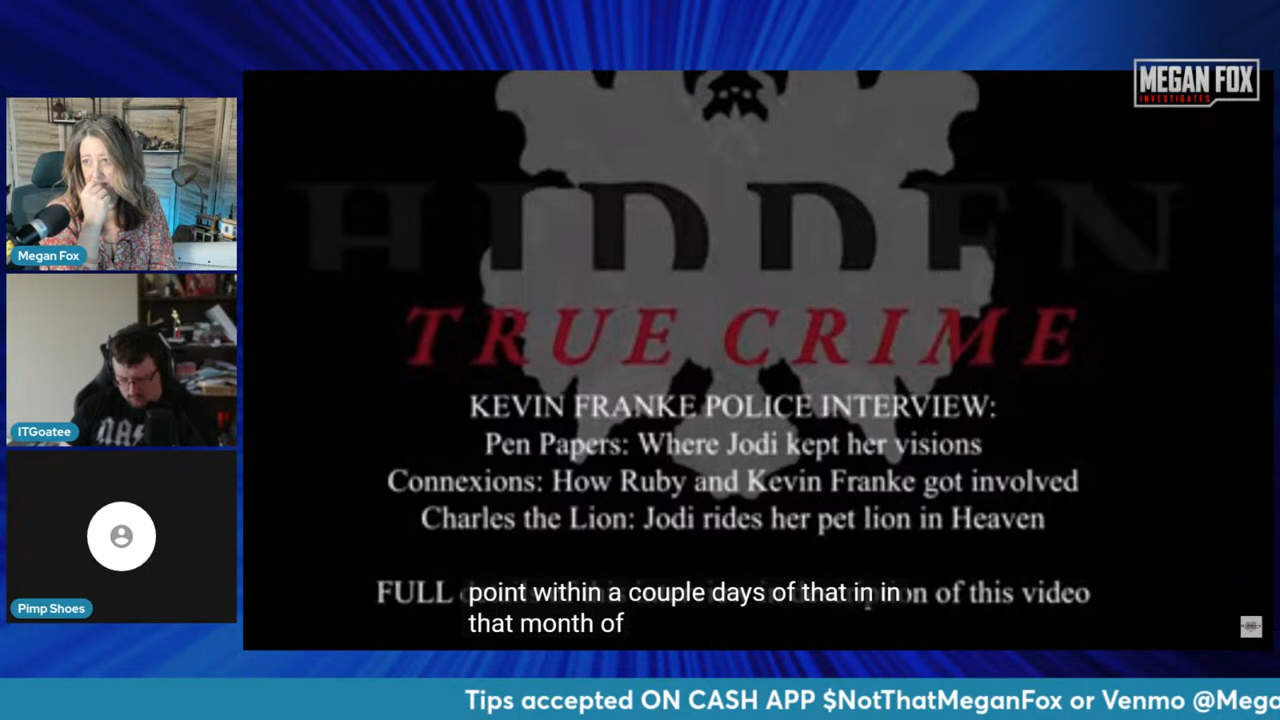 MEGAN FOX
INVESTIGATES
Megan Fox
ITGoatee
Pimp Shoes
HIDDEN
TRUE CRIME
KEVIN FRANKE POLICE INTERVIEW:
Pen Papers: Where Jodi kept her visions
Connexions: How Ruby and Kevin Franke got involved
Charles the Lion: Jodi rides her pet lion in Heaven
FULL on of this video
point within a couple days of that in in
that month of
Tips accepted ON CASH APP $NotThatMeganFox or Venmo @Mega